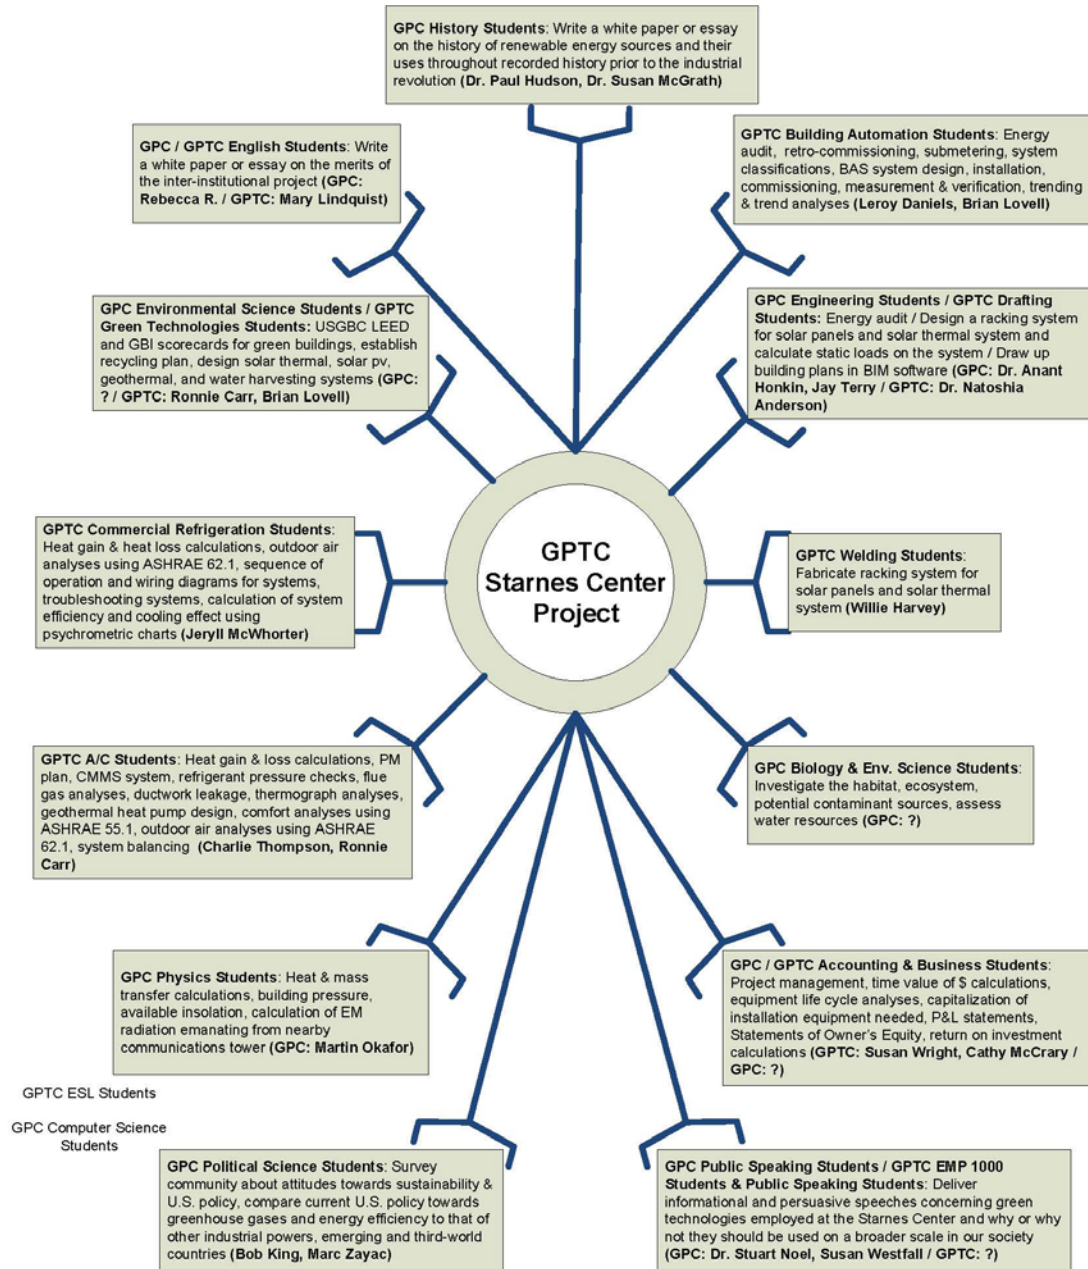 GPC History Students: Write a white paper or essay
on the history of renewable energy sources and their
uses throughout recorded history prior to the industrial
revolution (Dr. Paul Hudson, Dr. Susan McGrath)
GPC / GPTC English Students: Write
a white paper or essay on the merits of
the inter-institutional project (GPC:
Rebecca R. / GPTC: Mary Lindquist)
GPTC Building Automation Students: Energy
audit, retro-commissioning, submetering, system
classifications, BAS system design, installation,
commissioning, measurement & verification, trending
& trend analyses (Leroy Daniels, Brian Lovell)
GPC Environmental Science Students / GPTC
Green Technologies Students: USGBC LEED
and GBI scorecards for green buildings, establish
recycling plan, design solar thermal, solar pv,
geothermal, and water harvesting systems (GPC:
? / GPTC: Ronnie Carr, Brian Lovell)
GPC Engineering Students / GPTC Drafting
Students: Energy audit / Design a racking system
for solar panels and solar thermal system and
calculate static loads on the system / Draw up
building plans in BIM software (GPC: Dr. Anant
Honkin, Jay Terry / GPTC: Dr. Natoshia
Anderson)
GPTC Commercial Refrigeration Students:
Heat gain & heat loss calculations, outdoor air
analyses using ASHRAE 62.1, sequence of
operation and wiring diagrams for systems,
troubleshooting systems, calculation of system
efficiency and cooling effect using
psychrometric charts (Jeryll McWhorter)
GPTC
Starnes Center
Project
GPTC Welding Students:
Fabricate racking system for
solar panels and solar thermal
system (Willie Harvey)
GPTC A/C Students: Heat gain & loss calculations, PM
plan, CMMS system, refrigerant pressure checks, flue
gas analyses, ductwork leakage, thermograph analyses,
geothermal heat pump design, comfort analyses using
ASHRAE 55.1, outdoor air analyses using ASHRAE
62.1, system balancing (Charlie Thompson, Ronnie
Carr)
GPC Biology & Env. Science Students:
Investigate the habitat, ecosystem,
potential contaminant sources, assess
water resources (GPC: ?)
GPC Physics Students: Heat & mass
transfer calculations, building pressure,
available insolation, calculation of EM
radiation emanating from nearby
communications tower (GPC: Martin Okafor)
GPC / GPTC Accounting & Business Students:
Project management, time value of $ calculations,
equipment life cycle analyses, capitalization of
installation equipment needed, P&L statements,
Statements of Owner's Equity, return on investment
calculations (GPTC: Susan Wright, Cathy McCrary /
GPC: ?)
GPTC ESL Students
GPC Computer Science
Students
GPC Political Science Students: Survey
community about attitudes towards sustainability &
U.S. policy, compare current U.S. policy towards
greenhouse gases and energy efficiency to that of
other industrial powers, emerging and third-world
countries (Bob King, Marc Zayac)
GPC Public Speaking Students / GPTC EMP 1000
Students & Public Speaking Students: Deliver
informational and persuasive speeches concerning green
technologies employed at the Starnes Center and why or why
not they should be used on a broader scale in our society
(GPC: Dr. Stuart Noel, Susan Westfall / GPTC: ?)